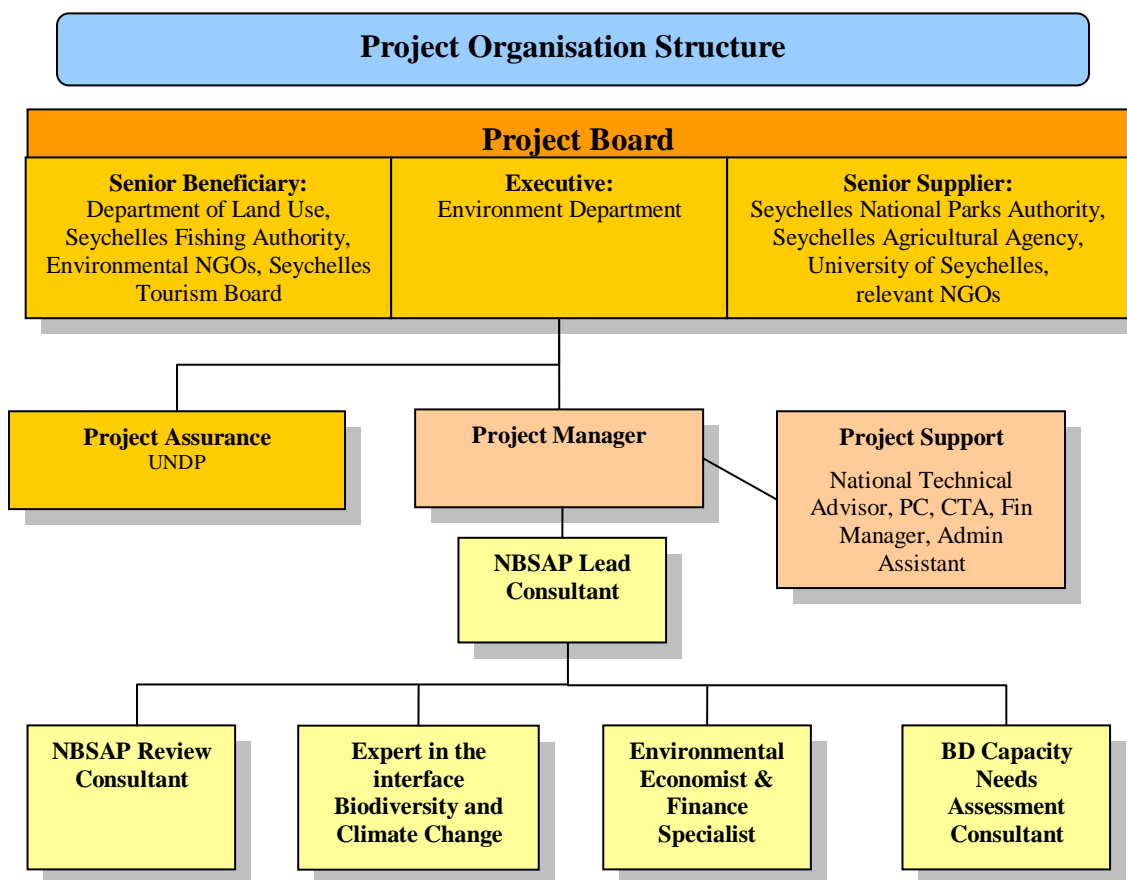 Project Organisation Structure
Project Board
Senior Beneficiary:
Department of Land Use,
Seychelles Fishing Authority,
Environmental NGOs, Seychelles
Tourism Board
Executive:
Environment Department
Senior Supplier:
Seychelles National Parks Authority,
Seychelles Agricultural Agency,
University of Seychelles,
relevant NGOs
Project Assurance
UNDP
Project Manager
Project Support
National Technical
Advisor, PC, CTA, Fin
Manager, Admin
Assistant
NBSAP Lead
Consultant
NBSAP Review
Consultant
Expert in the
interface
Biodiversity and
Climate Change
Environmental
Economist &
Finance
Specialist
BD Capacity
Needs
Assessment
Consultant